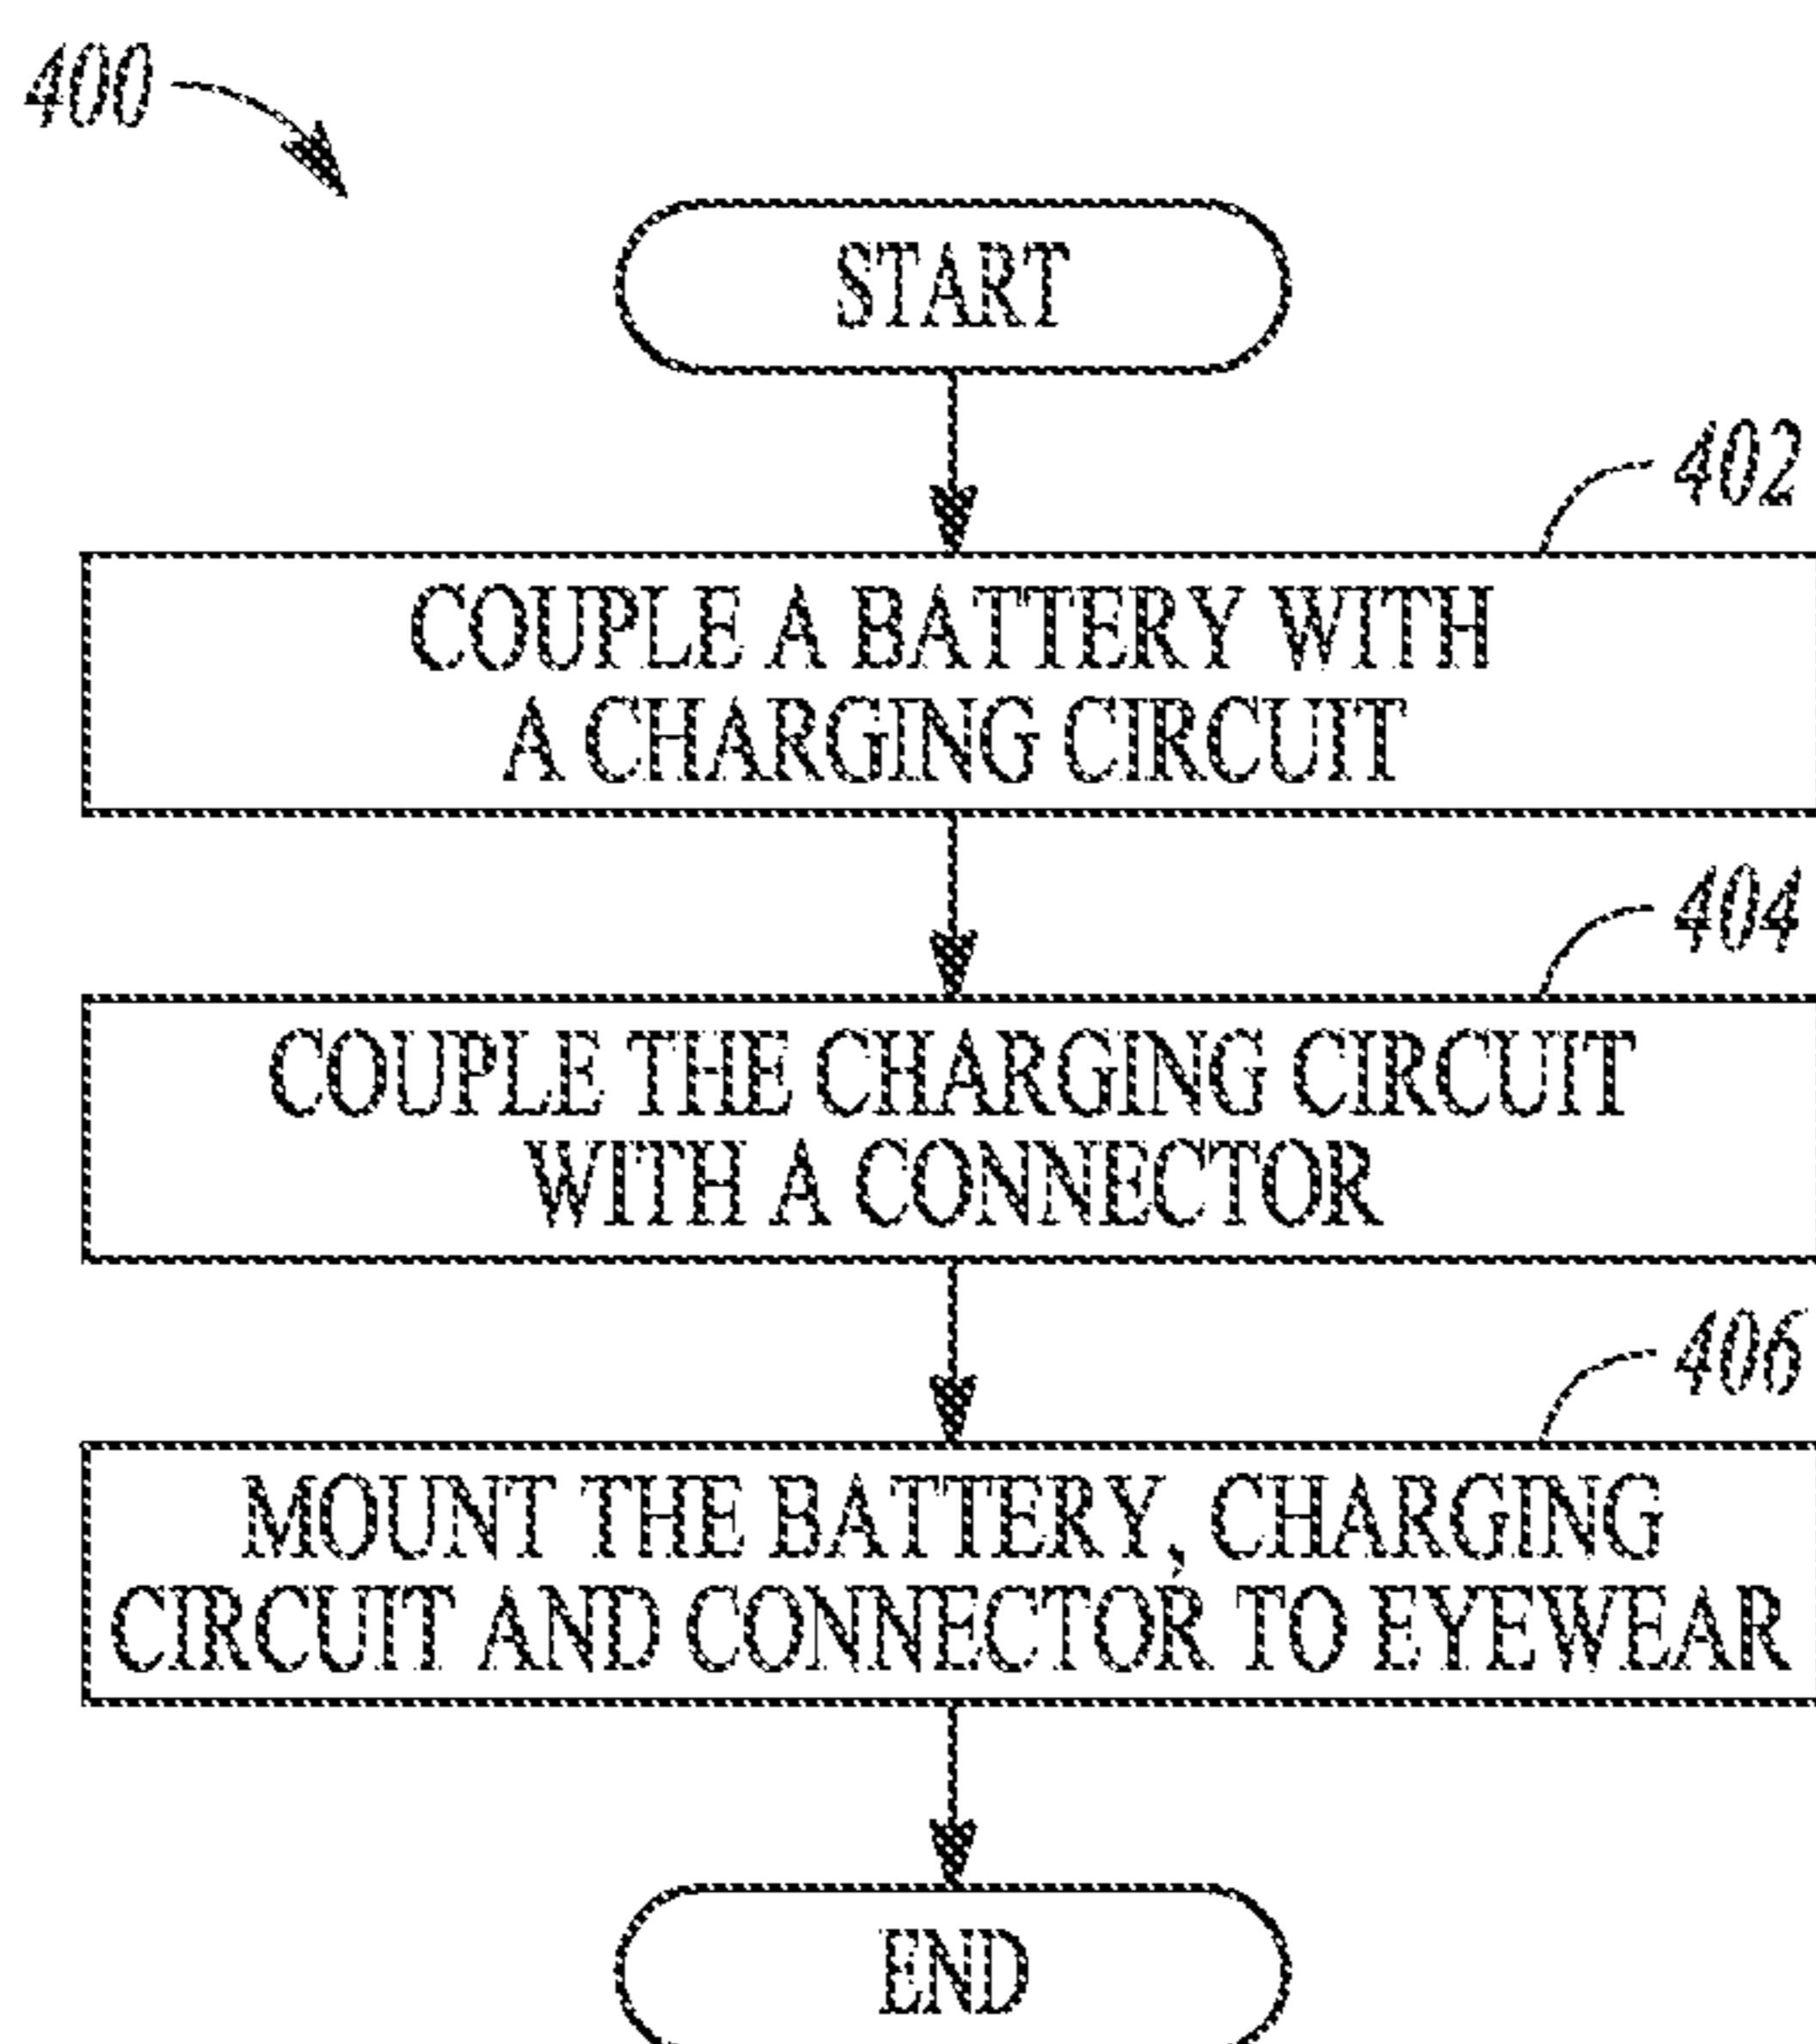 400
START
402
COUPLE A BATTERY WITH
A CHARGING CIRCUIT
404
COUPLE THE CHARGING CIRCUIT
WITH A CONNECTOR
406
MOUNT THE BATTERY, CHARGING
CIRCUIT AND CONNECTOR TO EYEWEAR
END